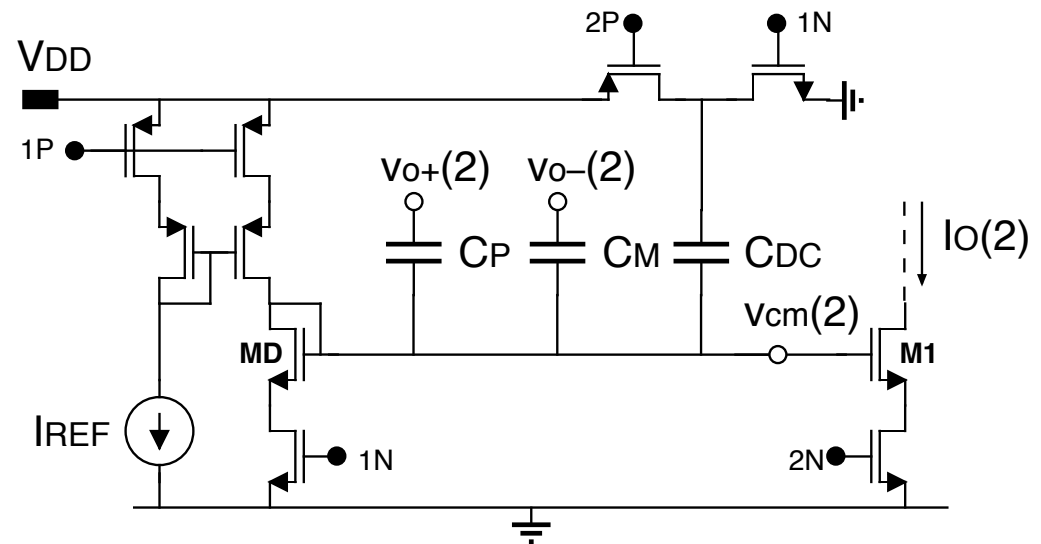 2P
1N
VDD
1P
vo+(2)
vo–(2)
CP
CM
CDC
IO(2)
vcm(2)
MD
M1
IREF
1N
2N